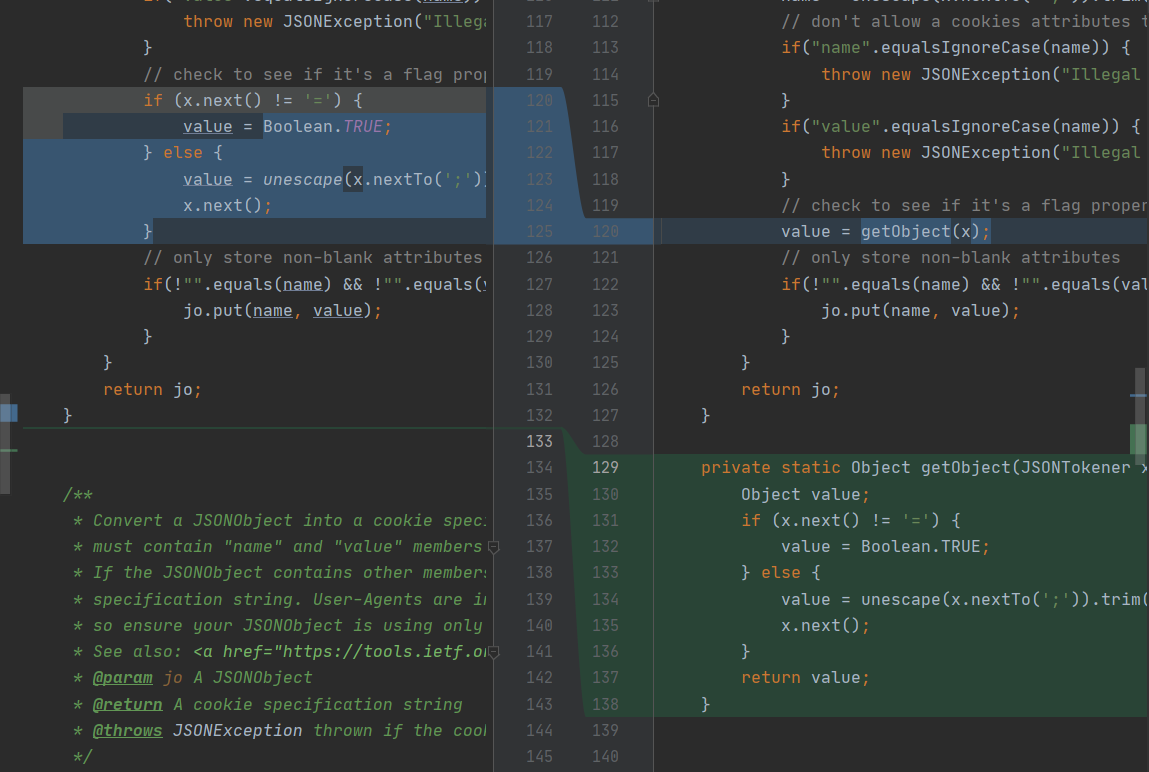 throw new JSONException("Illega
}
// check to see if it's a flag prop
if (x.next() != '=') {
value = Boolean.TRUE;
} else {
value = unescape(x.nextTo(';'))
x.next();
}
// only store non-blank attributes
if(!"".equals(name) && !"".equals(v
jo.put(name, value);
}
}
return jo;
}
/**
* Convert a JSONObject into a cookie speci
* must contain "name" and "value" members
* If the JSONObject contains other members
* specification string. User-Agents are in
* so ensure your JSONObject is using only
* See also: <a href="https://tools.ietf.or
* @param jo A JSONObject
* @return A cookie specification string
* @throws JSONException thrown if the cook
*/
117
118
119
120
121
122
123
124
125
126
127
128
129
130
131
132
133
134
135
136
137
138
139
140
141
142
143
144
145
112
113
114
115
116
117
118
119
120
121
122
123
124
125
126
127
128
129
130
131
132
133
134
135
136
137
138
139
140
// don't allow a cookies attributes t
if("name".equalsIgnoreCase(name)) {
throw new JSONException("Illegal
}
if("value".equalsIgnoreCase(name)) {
throw new JSONException("Illegal
}
// check to see if it's a flag proper
value = getObject(x);
// only store non-blank attributes
if(!"".equals(name) && !"".equals(val
jo.put(name, value);
}
}
return jo;
}
private static Object getObject(JSONTokener x
Object value;
if (x.next() != '=') {
value = Boolean.TRUE;
} else {
value = unescape(x.nextTo(';')).trim(
x.next();
}
return value;
}